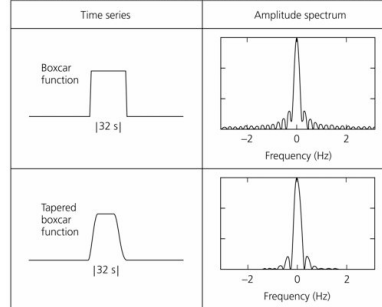 Time series
Amplitude spectrum
Boxcar
function
|32 s|
−2
0
2
Frequency (Hz)
Tapered
boxcar
function
|32 s|
−2
0
2
Frequency (Hz)